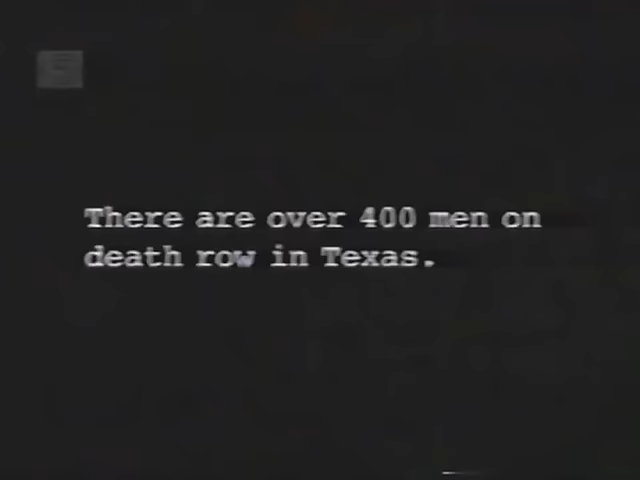 There are over 400 men on
death row in Texas.